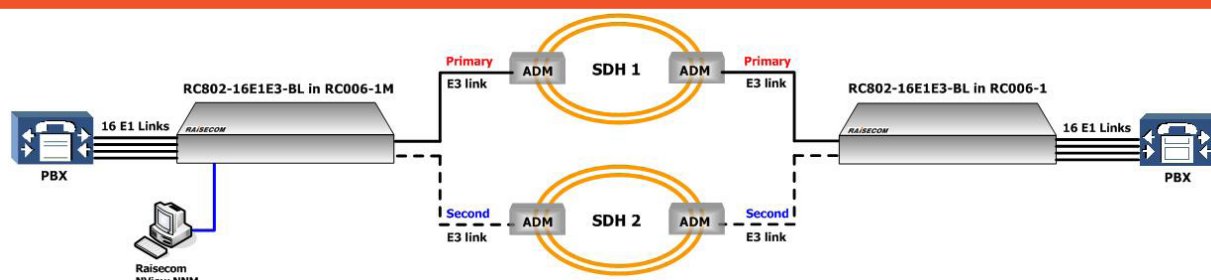 RC802-16E1E3-BL in RC006-1M
RAISECOM
16 E1 Links
PBX
Raisecom
NView NNM
Primary
E3 link
ADM
SDH 1
ADM
Primary
E3 link
Second
E3 link
ADM
SDH 2
ADM
Second
E3 link
RC802-16E1E3-BL in RC006-1
RAISECOM
16 E1 Links
PBX